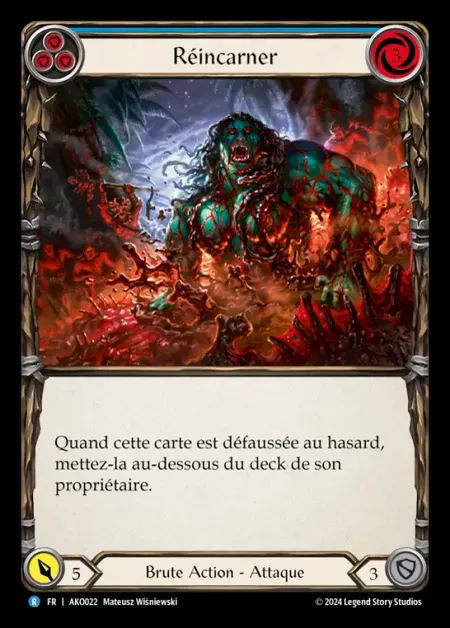 Réincarner
3
Quand cette carte est défaussée au hasard,
mettez-la au-dessous du deck de son
propriétaire.
5
Brute Action - Attaque
3
R FR | AKO022 Mateusz Wiśniewski
© 2024 Legend Story Studios